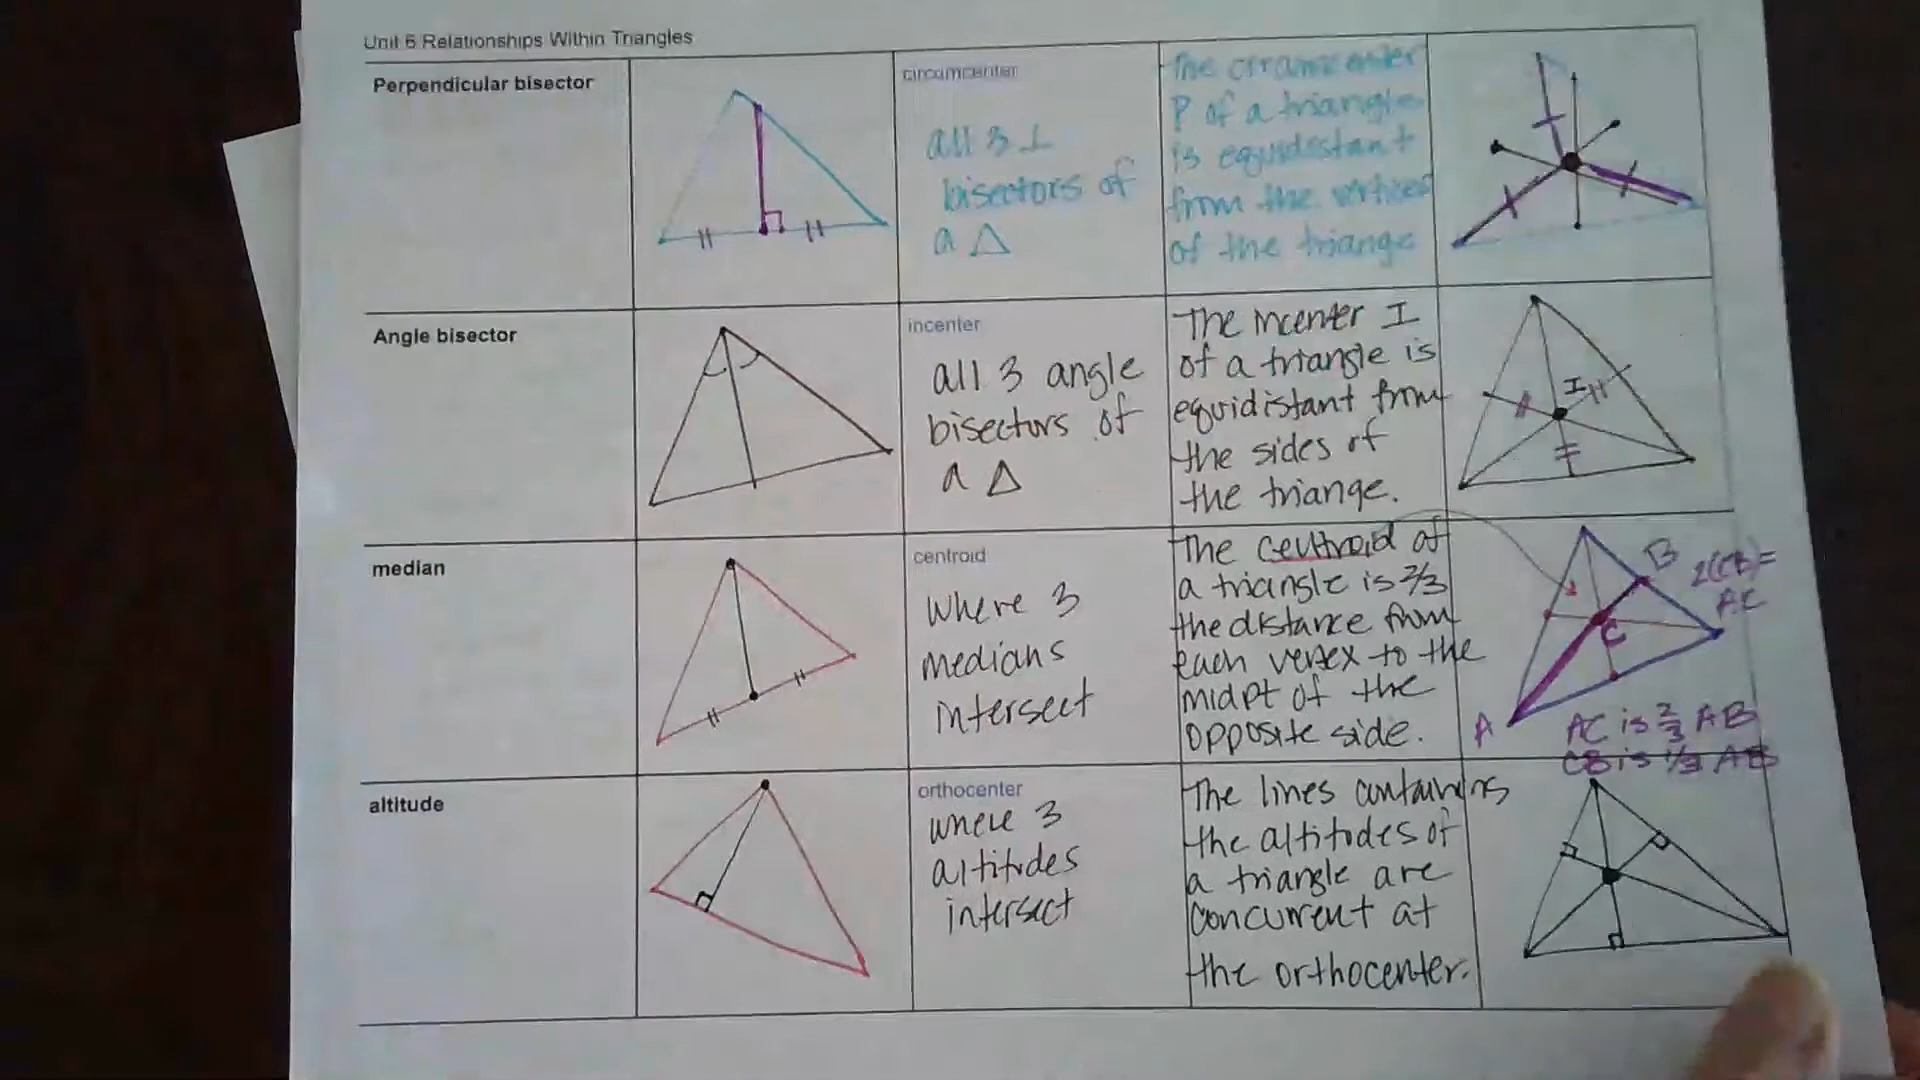 Unit 6 Relationships Within Triangles
Perpendicular bisector
circumcenter
all 3 ⊥
bisectors of
a △
The circumcenter
P of a triangle
is equidistant
from the vertices
of the triange
Angle bisector
incenter
all 3 angle
bisectors of
a △
The incenter I
of a triangle is
equidistant from
the sides of
the triange.
I
median
centroid
where 3
medians
intersect
The centroid of
a triangle is 2/3
the distance from
each vertex to the
midpt of the
opposite side.
B
2(CB)=
AC
C
A
AC is 2/3 AB
CB is 1/3 AB
altitude
orthocenter
where 3
altitudes
intersect
The lines containing
the altitudes of
a triangle are
concurrent at
the orthocenter.